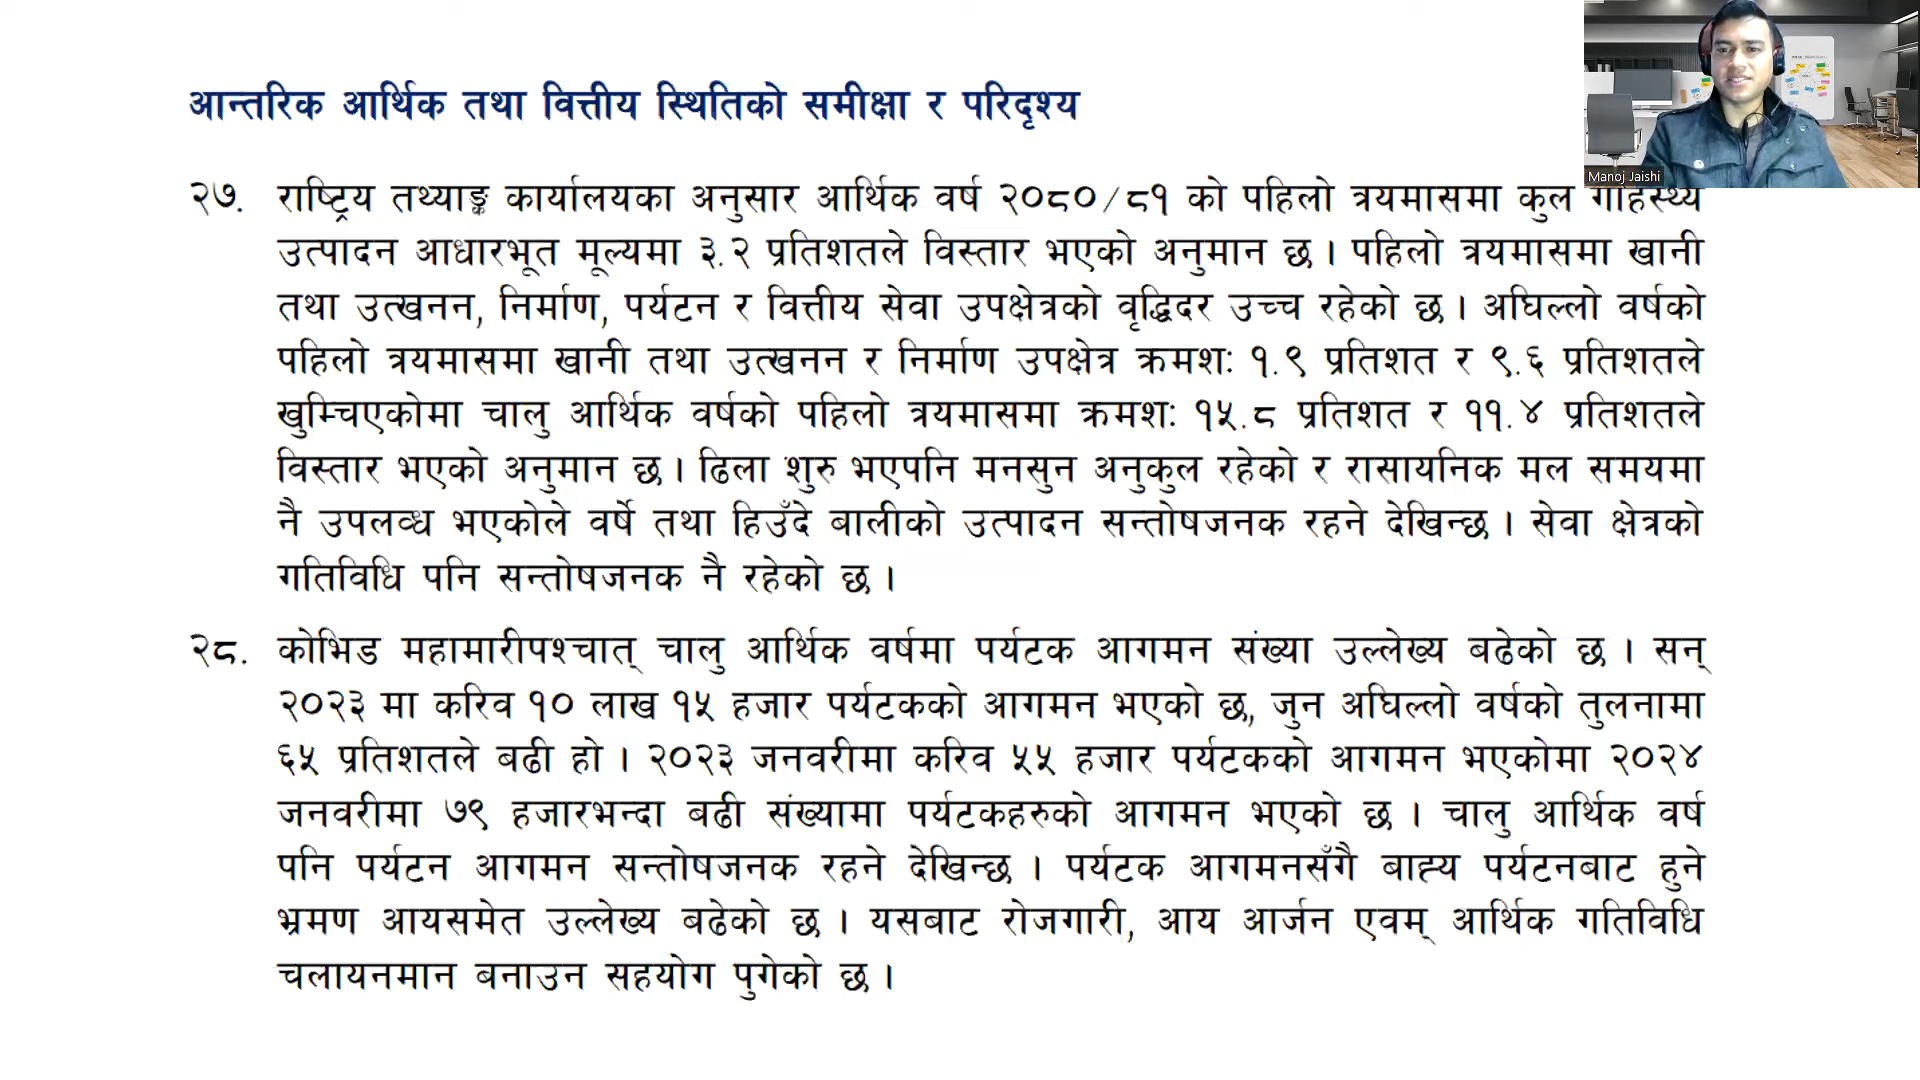 आन्तरिक आर्थिक तथा वित्तीय स्थितिको समीक्षा र परिदृश्य
Manoj Jaishi
२७. राष्ट्रिय तथ्याङ्क कार्यालयका अनुसार आर्थिक वर्ष २०८०/८१ को पहिलो त्रयमासमा कुल गार्हस्थ्य
उत्पादन आधारभूत मूल्यमा ३.२ प्रतिशतले विस्तार भएको अनुमान छ । पहिलो त्रयमासमा खानी
तथा उत्खनन, निर्माण, पर्यटन र वित्तीय सेवा उपक्षेत्रको वृद्धिदर उच्च रहेको छ । अघिल्लो वर्षको
पहिलो त्रयमासमा खानी तथा उत्खनन र निर्माण उपक्षेत्र क्रमशः १.९ प्रतिशत र ९.६ प्रतिशतले
खुम्चिएकोमा चालु आर्थिक वर्षको पहिलो त्रयमासमा क्रमशः १५.८ प्रतिशत र ११.४ प्रतिशतले
विस्तार भएको अनुमान छ । ढिला शुरु भएपनि मनसुन अनुकुल रहेको र रासायनिक मल समयमा
नै उपलव्ध भएकोले वर्षे तथा हिउँदे बालीको उत्पादन सन्तोषजनक रहने देखिन्छ । सेवा क्षेत्रको
गतिविधि पनि सन्तोषजनक नै रहेको छ ।
२८. कोभिड महामारीपश्चात् चालु आर्थिक वर्षमा पर्यटक आगमन संख्या उल्लेख्य बढेको छ । सन्
२०२३ मा करिव १० लाख १५ हजार पर्यटकको आगमन भएको छ, जुन अघिल्लो वर्षको तुलनामा
६५ प्रतिशतले बढी हो । २०२३ जनवरीमा करिव ५५ हजार पर्यटकको आगमन भएकोमा २०२४
जनवरीमा ७९ हजारभन्दा बढी संख्यामा पर्यटकहरुको आगमन भएको छ । चालु आर्थिक वर्ष
पनि पर्यटन आगमन सन्तोषजनक रहने देखिन्छ । पर्यटक आगमनसँगै बाह्य पर्यटनबाट हुने
भ्रमण आयसमेत उल्लेख्य बढेको छ । यसबाट रोजगारी, आय आर्जन एवम् आर्थिक गतिविधि
चलायनमान बनाउन सहयोग पुगेको छ ।